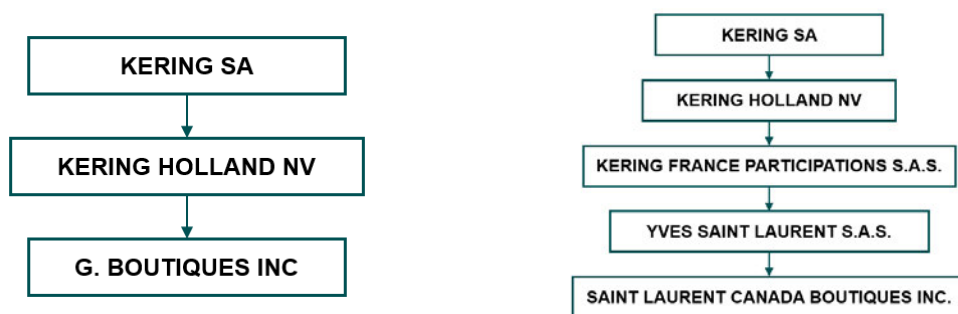 KERING SA
KERING HOLLAND NV
G. BOUTIQUES INC
KERING SA
KERING HOLLAND NV
KERING FRANCE PARTICIPATIONS S.A.S.
YVES SAINT LAURENT S.A.S.
SAINT LAURENT CANADA BOUTIQUES INC.